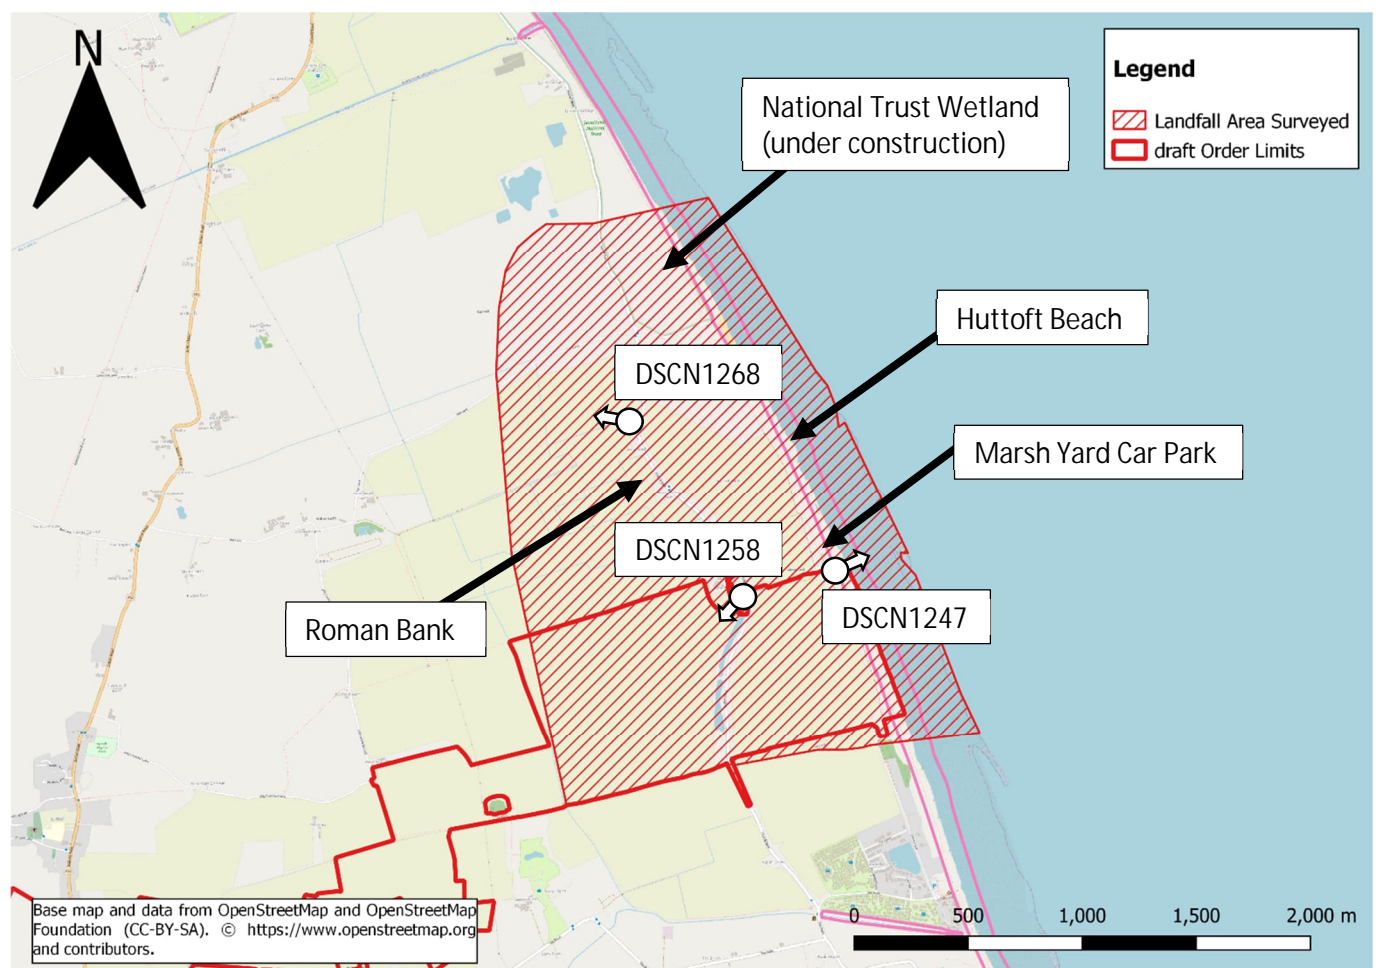 N
National Trust Wetland
(under construction)
Legend
Landfall Area Surveyed
draft Order Limits
Huttoft Beach
DSCN1268
Marsh Yard Car Park
DSCN1258
DSCN1247
Roman Bank
Base map and data from OpenStreetMap and OpenStreetMap
Foundation (CC-BY-SA). © https://www.openstreetmap.org
and contributors.
0 500 1,000 1,500 2,000 m